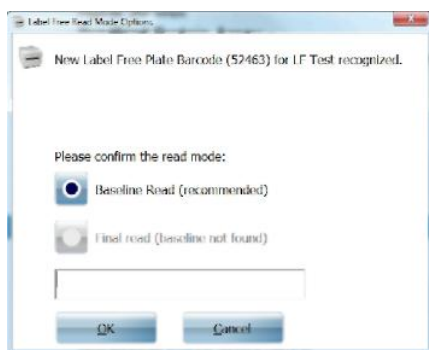 Label Free Read Mode Options
New Label Free Plate Barcode (52463) for LF Test recognized.
Please confirm the read mode:
Baseline Read (recommended)
Final read (baseline not found)
OK
Cancel